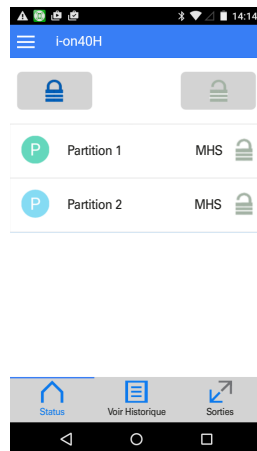 14:14
i-on40H
P Partition 1 MHS
P Partition 2 MHS
Status Voir Historique Sorties